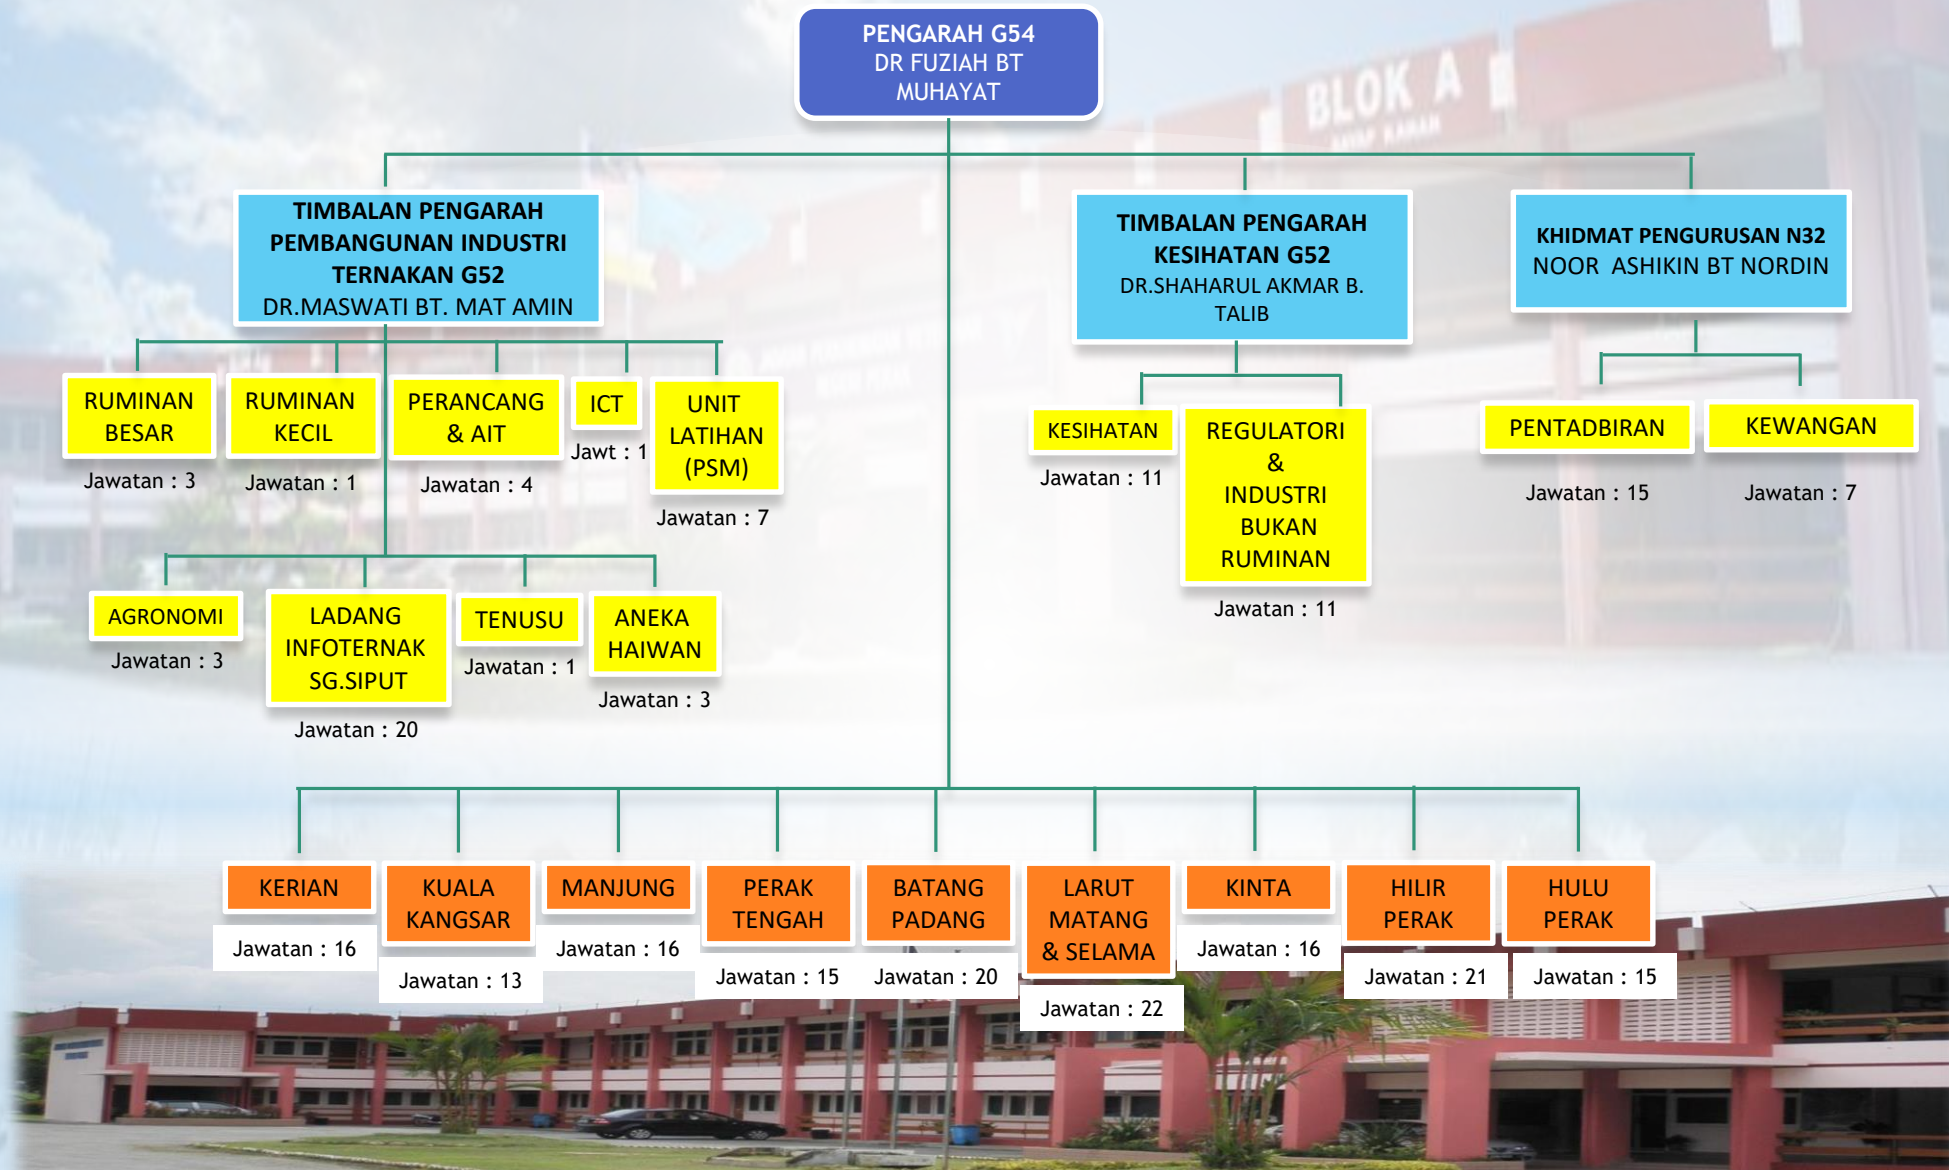 PENGARAH G54
DR FUZIAH BT
MUHAYAT
BLOK A
TIMBALAN PENGARAH
PEMBANGUNAN INDUSTRI
TERNAKAN G52
DR.MASWATI BT. MAT AMIN
TIMBALAN PENGARAH
KESIHATAN G52
DR.SHAHARUL AKMAR B.
TALIB
KHIDMAT PENGURUSAN N32
NOOR  ASHIKIN BT NORDIN
RUMINAN
BESAR
Jawatan : 3
RUMINAN
KECIL
Jawatan : 1
PERANCANG
& AIT
Jawatan : 4
ICT
Jawt : 1
UNIT
LATIHAN
(PSM)
Jawatan : 7
KESIHATAN
Jawatan : 11
REGULATORI
&
INDUSTRI
BUKAN
RUMINAN
Jawatan : 11
PENTADBIRAN
Jawatan : 15
KEWANGAN
Jawatan : 7
AGRONOMI
Jawatan : 3
LADANG
INFOTERNAK
SG.SIPUT
Jawatan : 20
TENUSU
Jawatan : 1
ANEKA
HAIWAN
Jawatan : 3
KERIAN
Jawatan : 16
KUALA
KANGSAR
Jawatan : 13
MANJUNG
Jawatan : 16
PERAK
TENGAH
Jawatan : 15
BATANG
PADANG
Jawatan : 20
LARUT
MATANG
& SELAMA
Jawatan : 22
KINTA
Jawatan : 16
HILIR
PERAK
Jawatan : 21
HULU
PERAK
Jawatan : 15